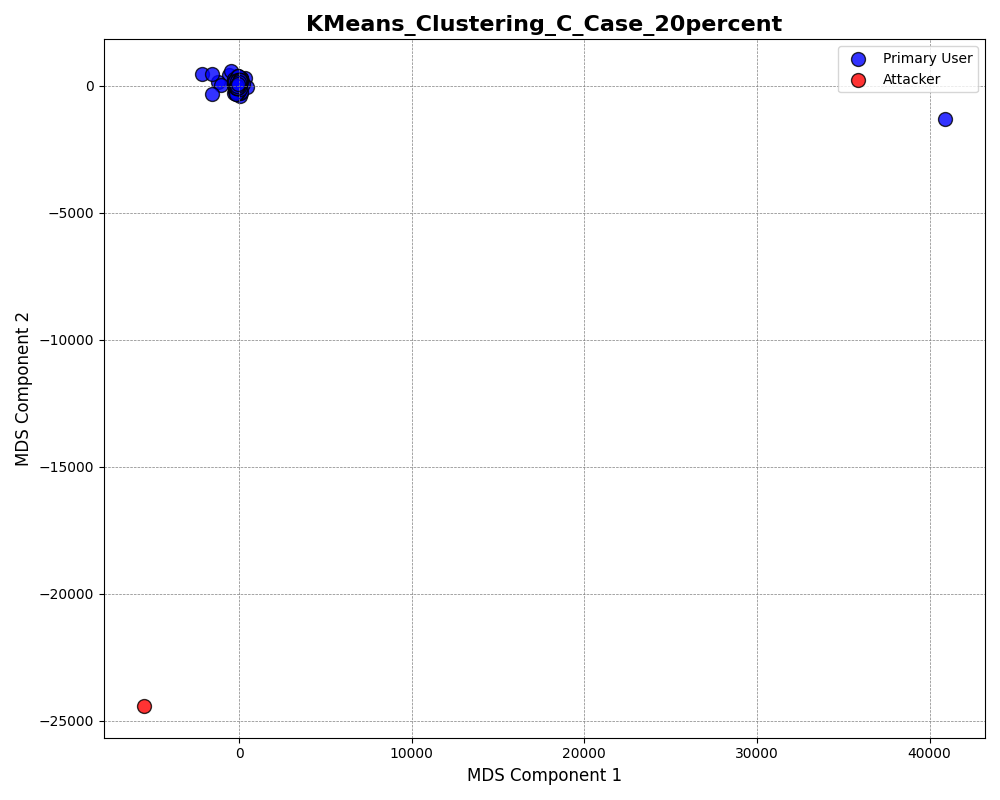 KMeans_Clustering_C_Case_20percent
Primary User
Attacker
0
−5000
−10000
−15000
−20000
−25000
MDS Component 2
0
10000
20000
30000
40000
MDS Component 1